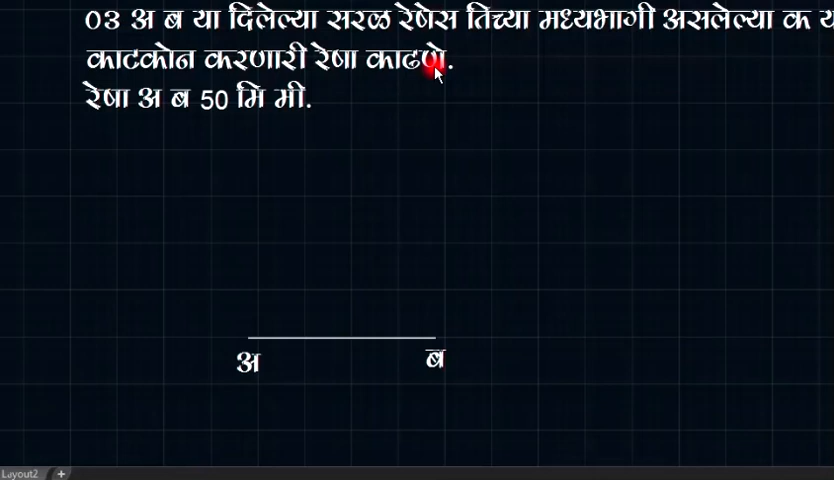 03 अ ब या दिलेल्या सरळ रेषेस तिच्या मध्यभागी असलेल्या क
काटकोन करणारी रेषा काढणे.
रेषा अ ब 50 मि मी.
अ
ब
Layout2
+